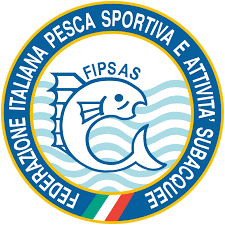 FEDERAZIONE ITALIANA PESCA SPORTIVA E ATTIVITA' SUBACQUEE
FIPSAS